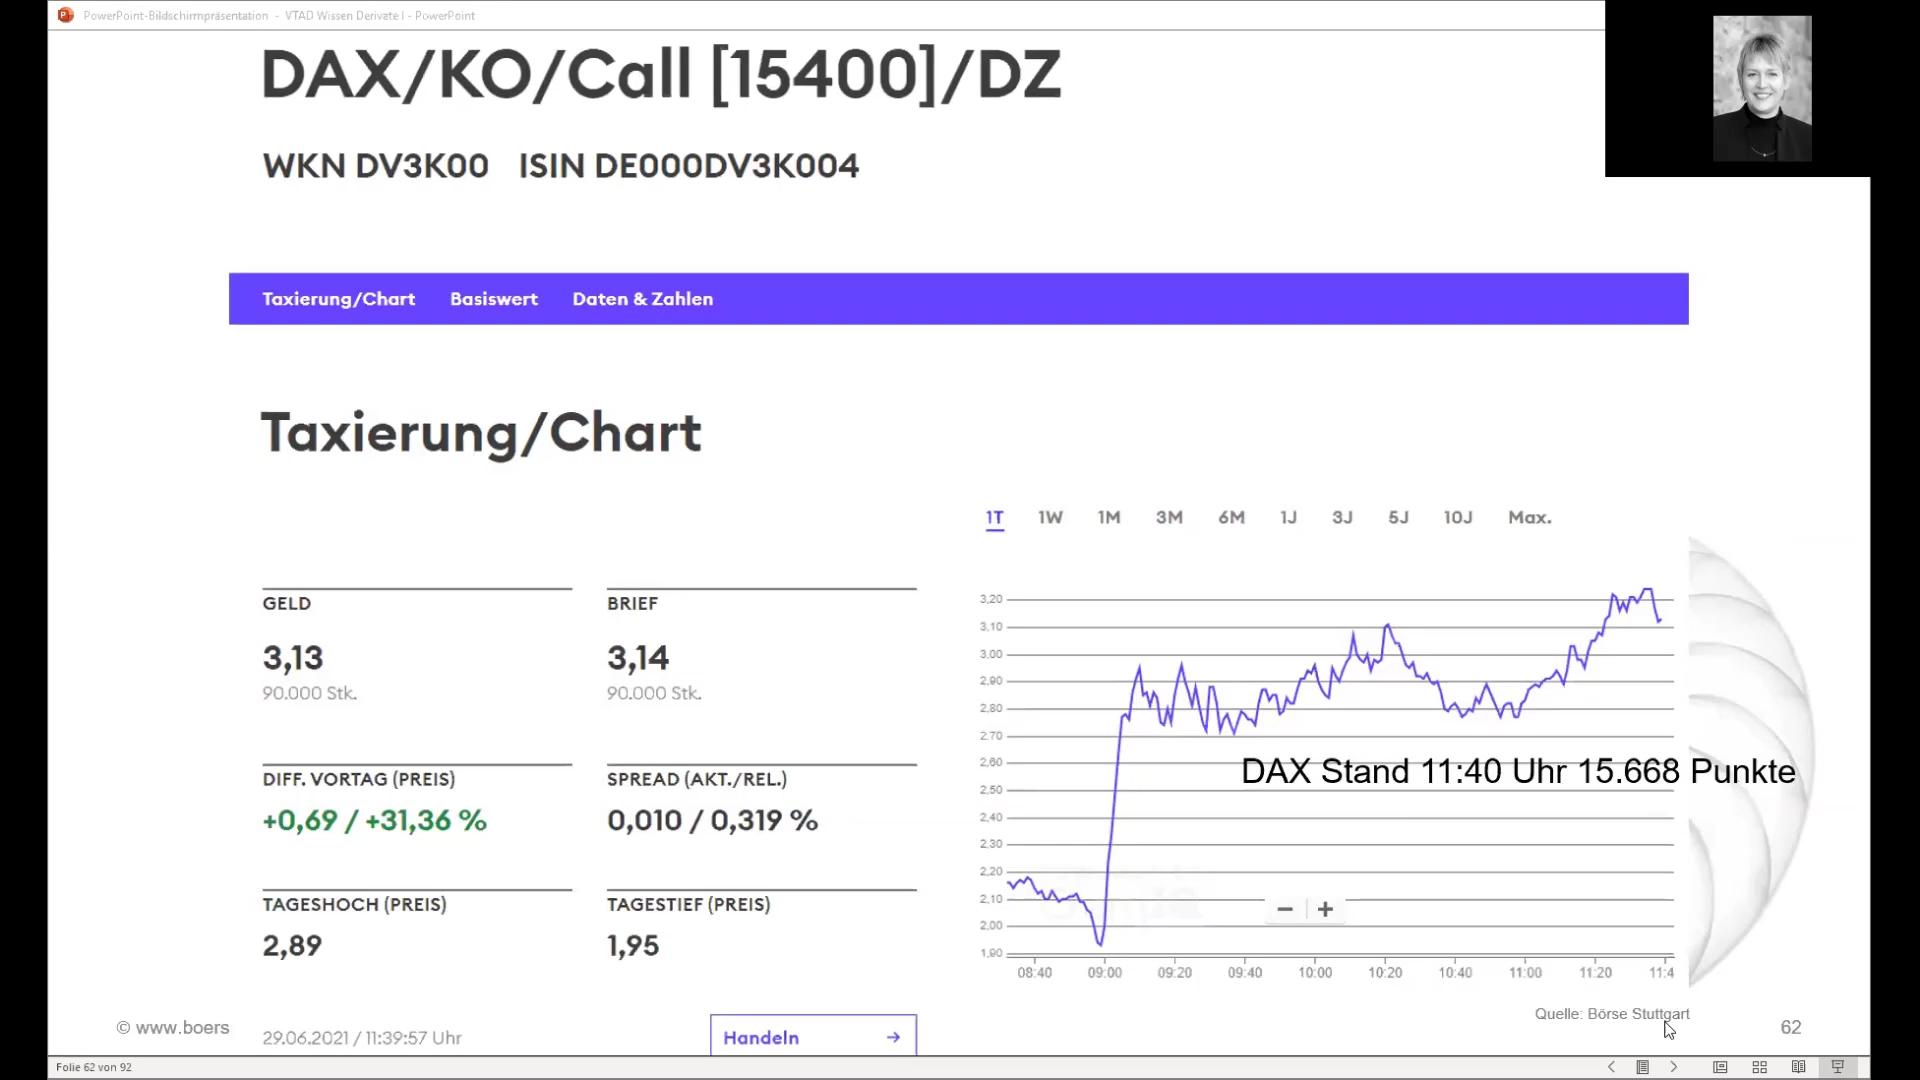 PowerPoint-Bildschirmpräsentation - VTAD Wissen Derivate I - PowerPoint
DAX/KO/Call [15400]/DZ
WKN DV3K00 ISIN DE000DV3K004
Taxierung/Chart Basiswert Daten & Zahlen
Taxierung/Chart
1T 1W 1M 3M 6M 1J 3J 5J 10J Max.
GELD
3,13
90.000 Stk.
BRIEF
3,14
90.000 Stk.
DIFF. VORTAG (PREIS)
+0,69 / +31,36 %
SPREAD (AKT./REL.)
0,010 / 0,319 %
TAGESHOCH (PREIS)
2,89
TAGESTIEF (PREIS)
1,95
3,20
3,10
3,00
2,90
2,80
2,70
2,60
2,50
2,40
2,30
2,20
2,10
2,00
1,90
DAX Stand 11:40 Uhr 15.668 Punkte
− +
08:40 09:00 09:20 09:40 10:00 10:20 10:40 11:00 11:20 11:4
Quelle: Börse Stuttgart
© www.boers
29.06.2021 / 11:39:57 Uhr
Handeln →
62
Folie 62 von 92